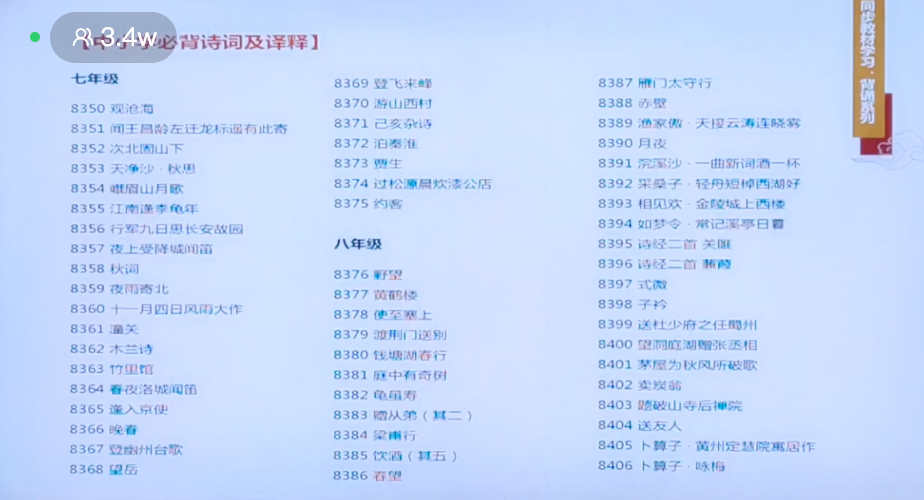 3.4w
必背诗词及译释】
同步教材学习·背诵系列
七年级
8350 观沧海
8351 闻王昌龄左迁龙标遥有此寄
8352 次北固山下
8353 天净沙·秋思
8354 峨眉山月歌
8355 江南逢李龟年
8356 行军九日思长安故园
8357 夜上受降城闻笛
8358 秋词
8359 夜雨寄北
8360 十一月四日风雨大作
8361 潼关
8362 木兰诗
8363 竹里馆
8364 春夜洛城闻笛
8365 逢入京使
8366 晚春
8367 登幽州台歌
8368 望岳
8369 登飞来峰
8370 游山西村
8371 己亥杂诗
8372 泊秦淮
8373 贾生
8374 过松源晨炊漆公店
8375 约客
八年级
8376 野望
8377 黄鹤楼
8378 使至塞上
8379 渡荆门送别
8380 钱塘湖春行
8381 庭中有奇树
8382 龟虽寿
8383 赠从弟（其二）
8384 梁甫行
8385 饮酒（其五）
8386 春望
8387 雁门太守行
8388 赤壁
8389 渔家傲·天接云涛连晓雾
8390 月夜
8391 浣溪沙·一曲新词酒一杯
8392 采桑子·轻舟短棹西湖好
8393 相见欢·金陵城上西楼
8394 如梦令·常记溪亭日暮
8395 诗经二首 关雎
8396 诗经二首 蒹葭
8397 式微
8398 子衿
8399 送杜少府之任蜀州
8400 望洞庭湖赠张丞相
8401 茅屋为秋风所破歌
8402 卖炭翁
8403 题破山寺后禅院
8404 送友人
8405 卜算子·黄州定慧院寓居作
8406 卜算子·咏梅